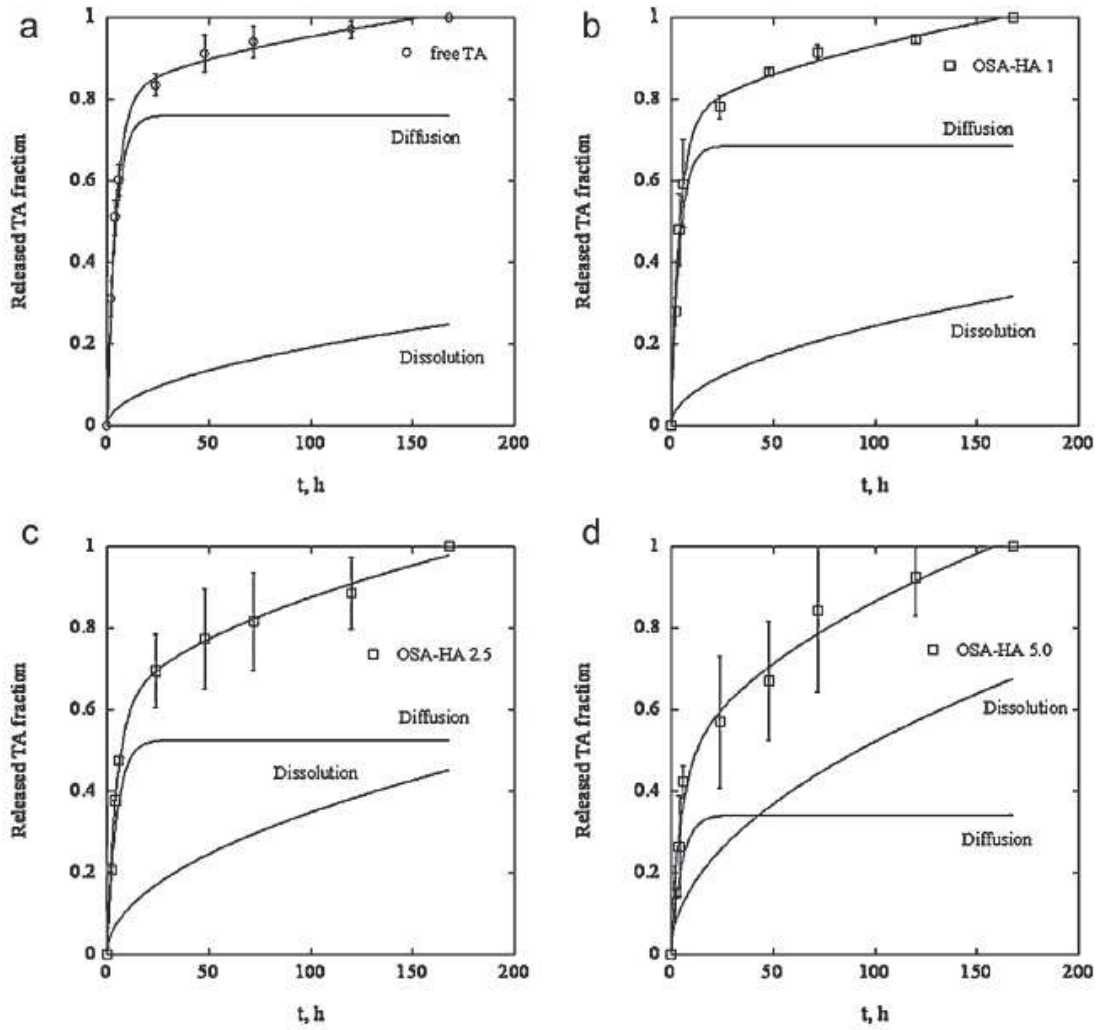 a
1
0.8
0.6
0.4
0.2
0
Released TA fraction
free TA
Diffusion
Dissolution
0 50 100 150 200
t, h
b
1
0.8
0.6
0.4
0.2
0
Released TA fraction
OSA-HA 1
Diffusion
Dissolution
0 50 100 150 200
t, h
c
1
0.8
0.6
0.4
0.2
0
Released TA fraction
OSA-HA 2.5
Diffusion
Dissolution
0 50 100 150 200
t, h
d
1
0.8
0.6
0.4
0.2
0
Released TA fraction
OSA-HA 5.0
Dissolution
Diffusion
0 50 100 150 200
t, h